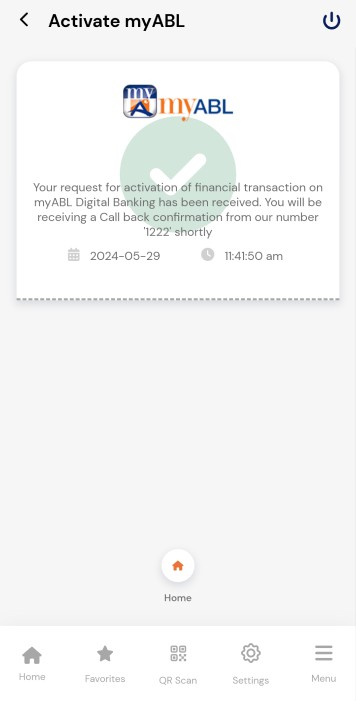 Activate myABL
my A myABL
Your request for activation of financial transaction on
myABL Digital Banking has been received. You will be
receiving a Call back confirmation from our number
'1222' shortly
2024-05-29 11:41:50 am
Home
Home Favorites QR Scan Settings Menu